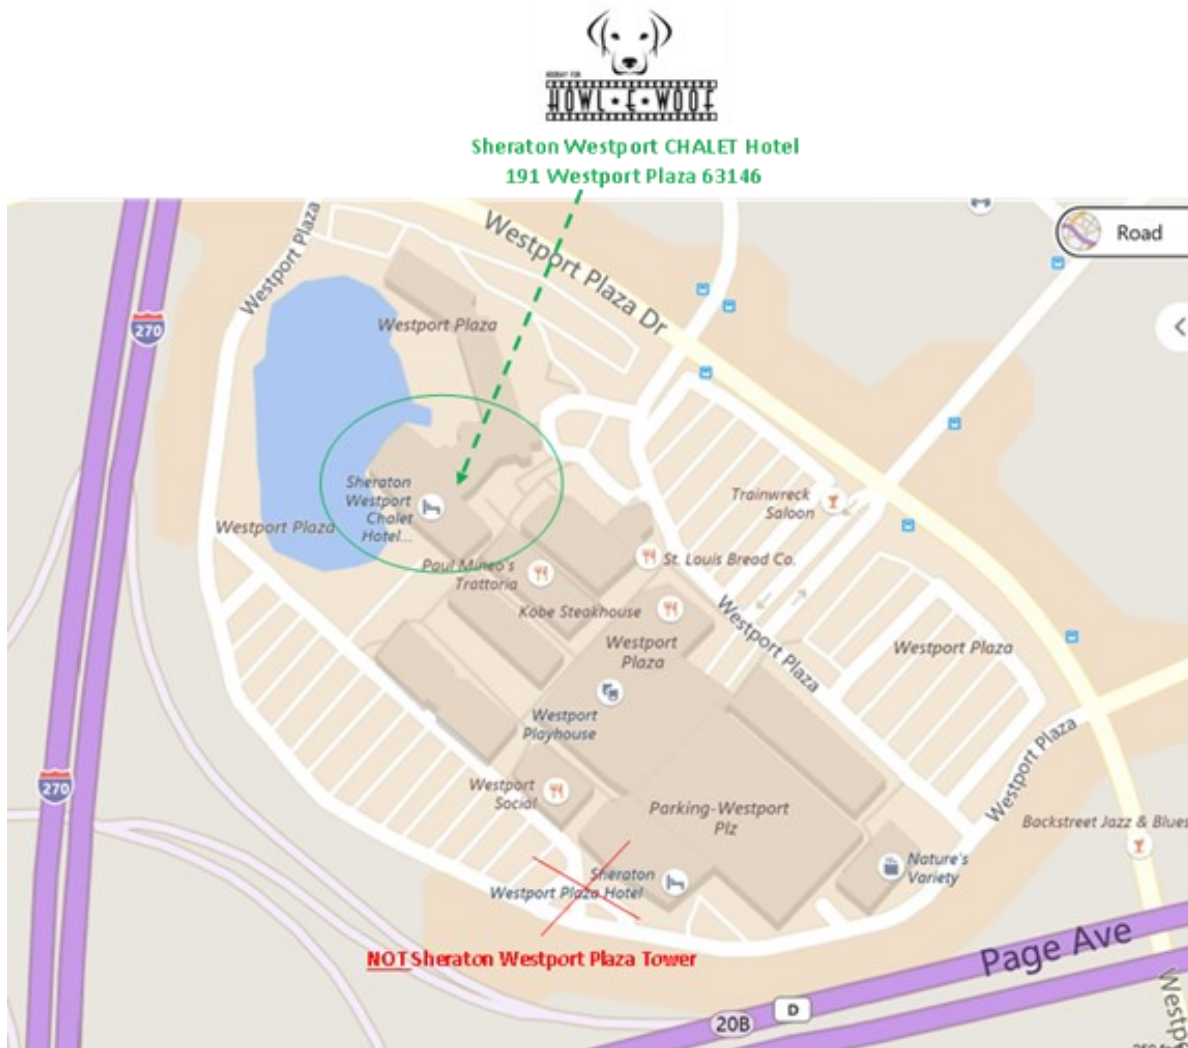 HOORAY FOR
HOWL★E★WOOF
Sheraton Westport CHALET Hotel
191 Westport Plaza 63146
Westport Plaza
Westport Plaza Dr
Road
270
Westport Plaza
Sheraton
Westport
Chalet
Hotel...
Westport Plaza
Trainwreck
Saloon
Paul Mineo's
Trattoria
St. Louis Bread Co.
Kobe Steakhouse
Westport
Plaza
Westport Plaza
Westport Plaza
Westport
Playhouse
Westport Plaza
270
Westport
Social
Parking-Westport
Plz
Backstreet Jazz & Blues
Nature's
Variety
Sheraton
Westport Plaza Hotel
NOT Sheraton Westport Plaza Tower
Page Ave
D
20B